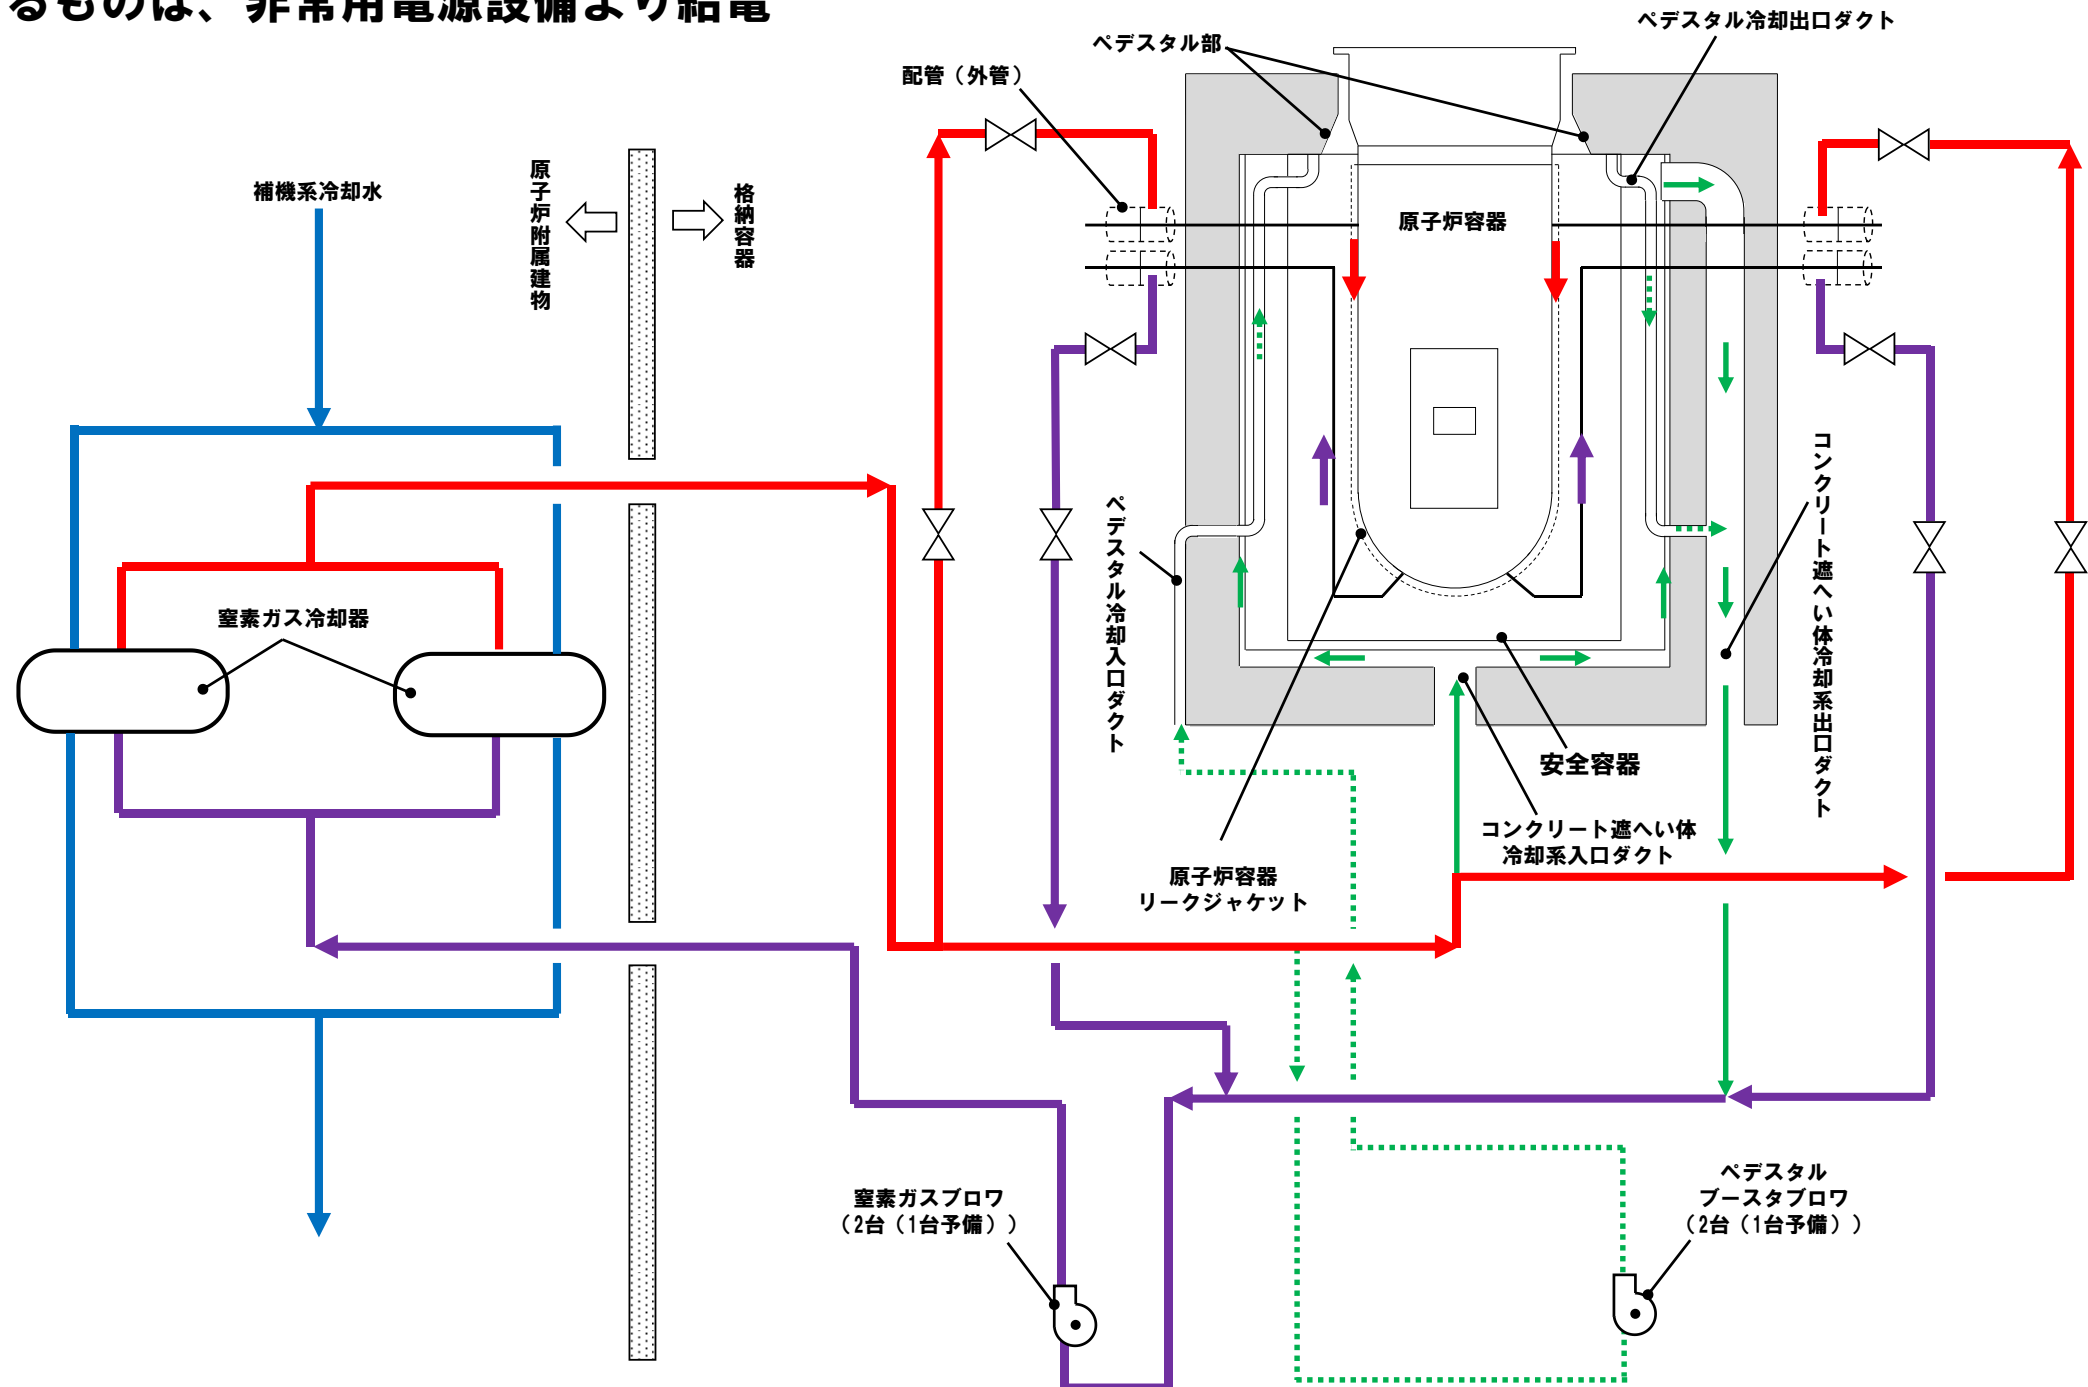 るものは、非常用電源設備より給電
ペデスタル冷却出口ダクト
ペデスタル部
配管（外管）
原子炉附属建物
格納容器
補機系冷却水
原子炉容器
コンクリート遮へい体冷却系出口ダクト
ペデスタル冷却入口ダクト
窒素ガス冷却器
安全容器
コンクリート遮へい体
冷却系入口ダクト
原子炉容器
リークジャケット
窒素ガスブロワ
（2台（1台予備））
ペデスタル
ブースタブロワ
（2台（1台予備））